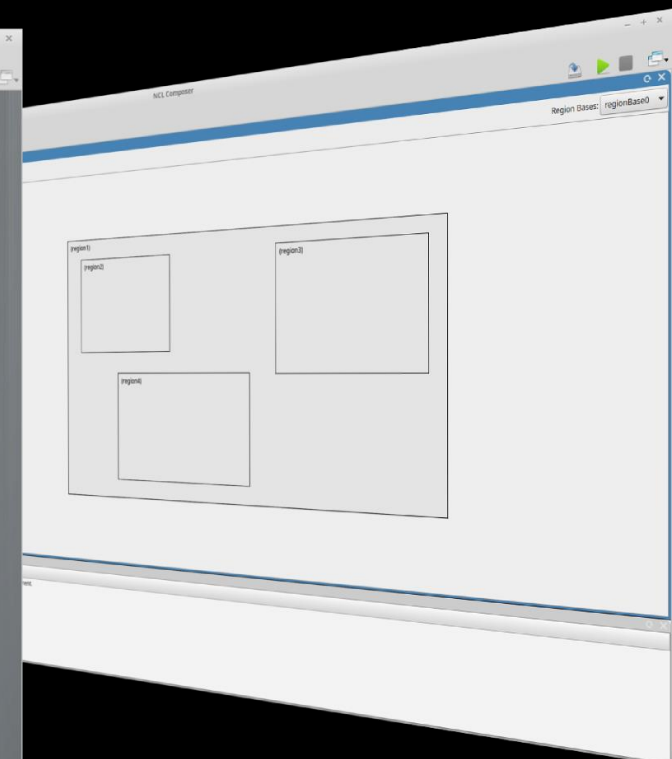 NCL Composer
Region Bases: regionBase0
(region1)
(region2)
(region3)
(region4)